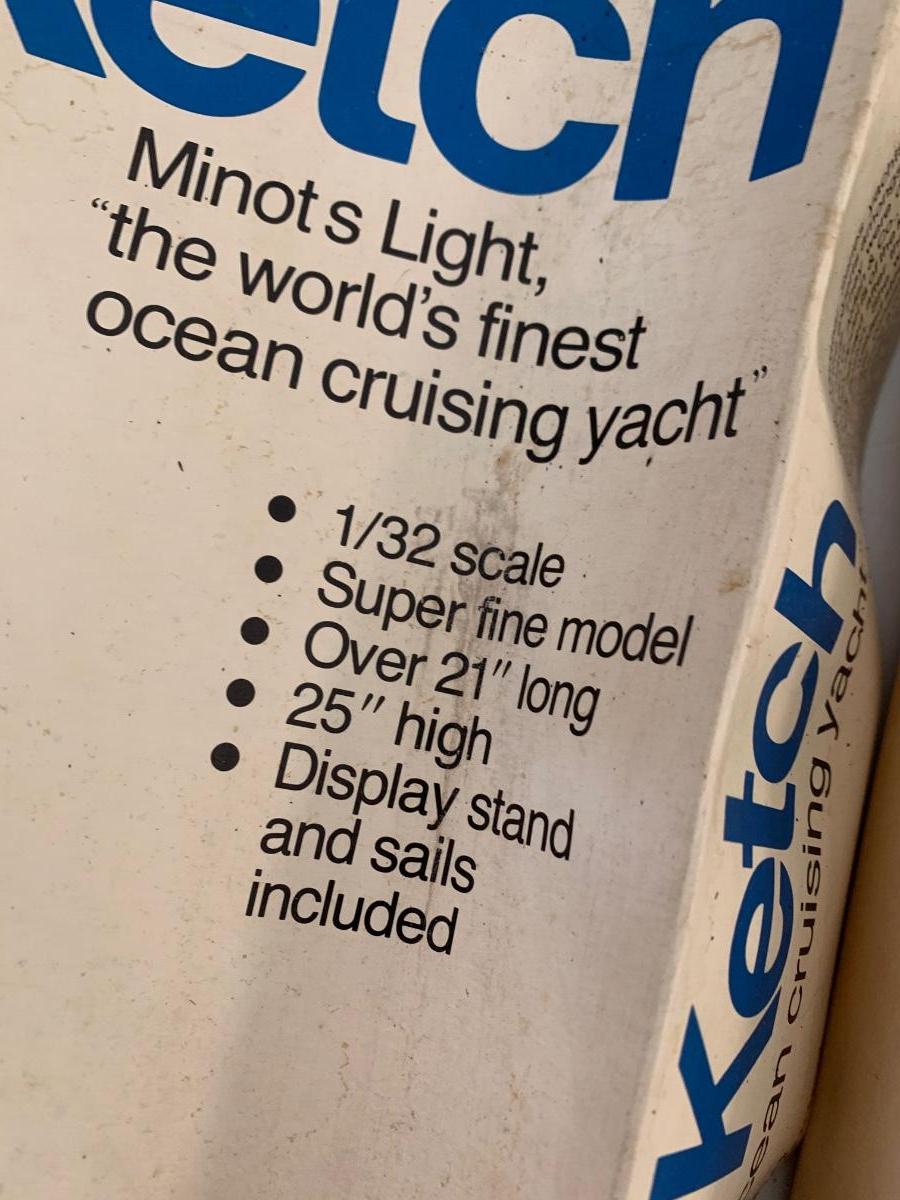 Ketch
Minots Light,
“the world’s finest
ocean cruising yacht”
• 1/32 scale
• Super fine model
• Over 21″ long
• 25″ high
• Display stand
and sails
included
Ketch
cruising yacht